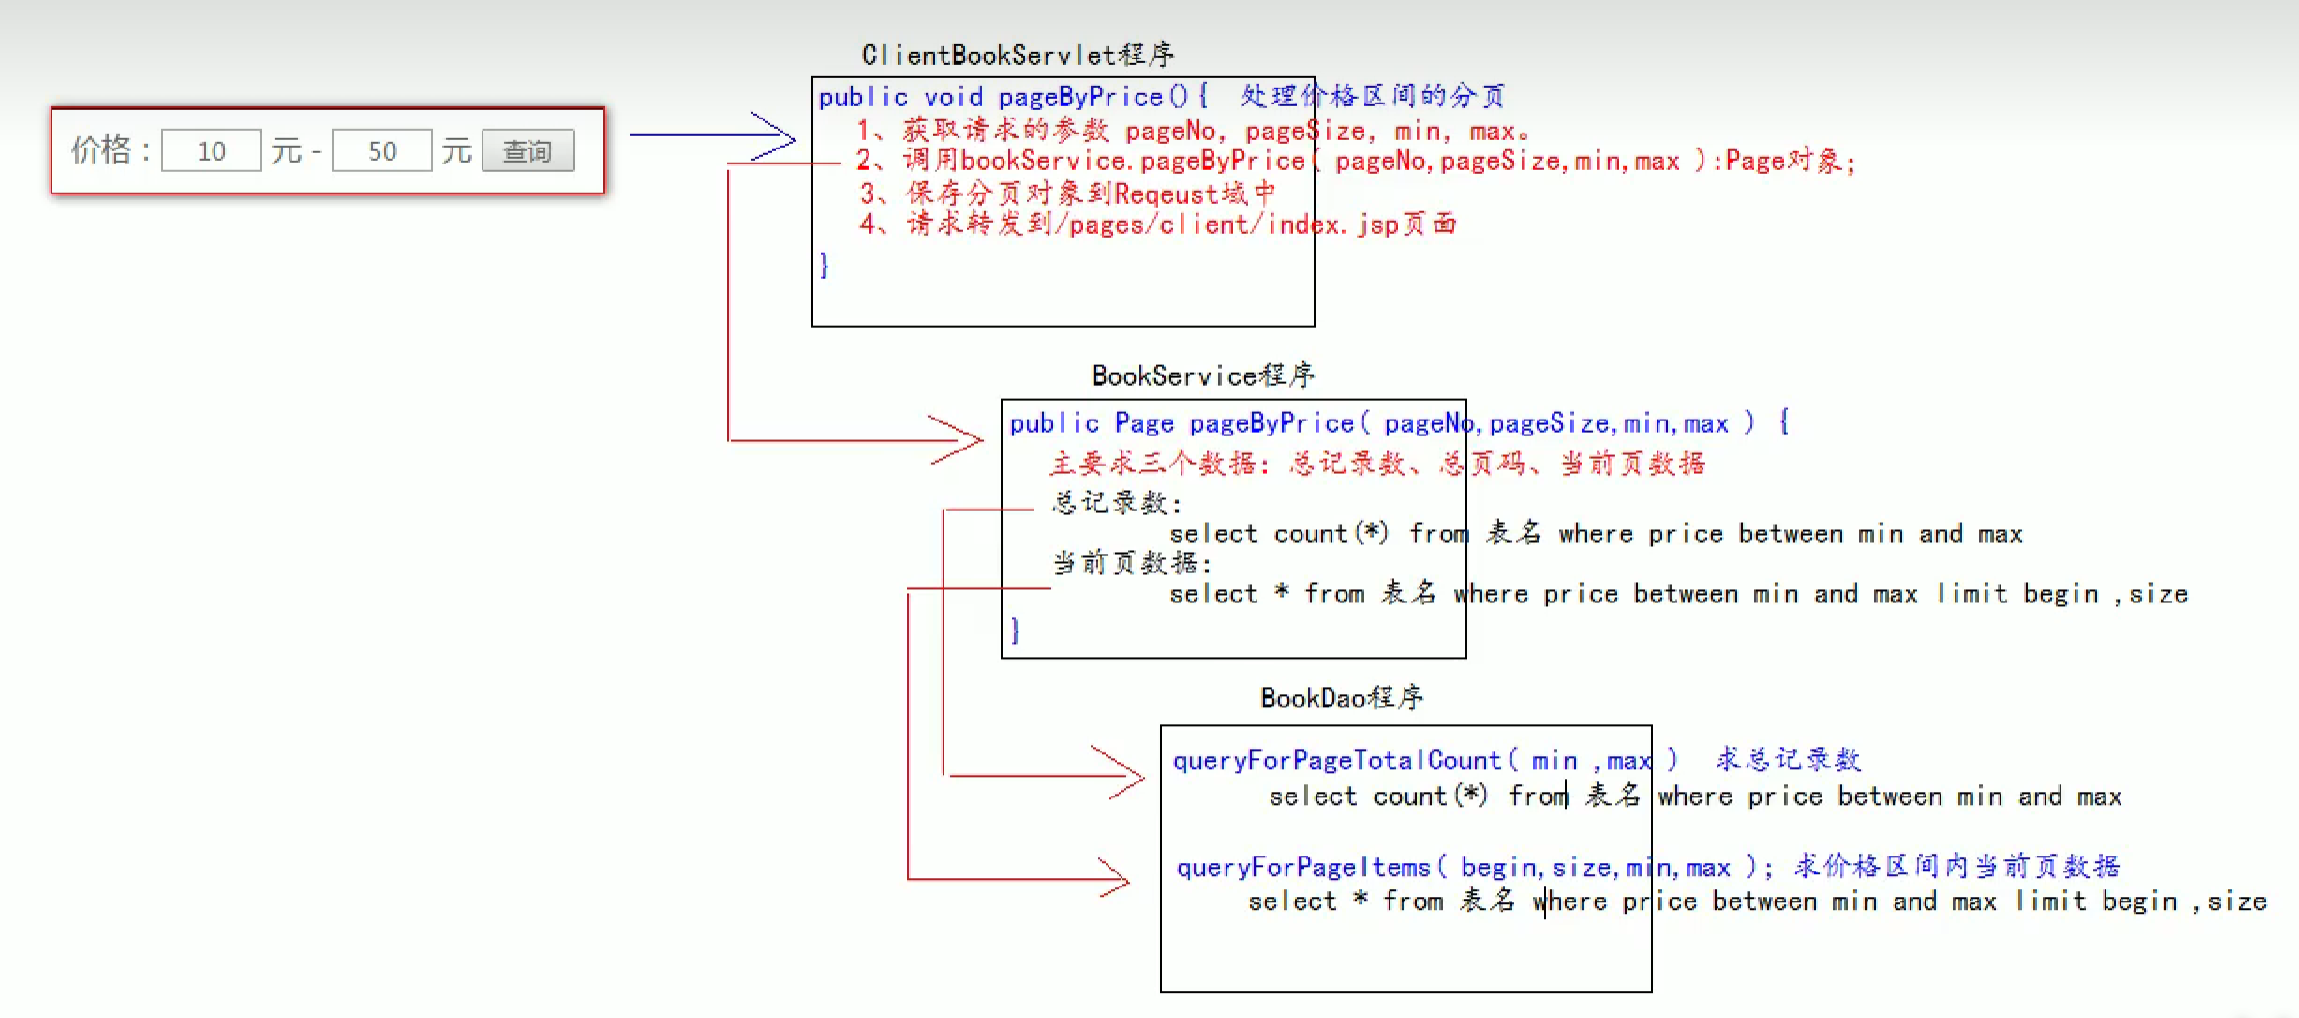 ClientBookServlet程序
价格：10 元 - 50 元 查询
public void pageByPrice(){ 处理价格区间的分页
1、获取请求的参数 pageNo, pageSize, min, max。
2、调用bookService.pageByPrice( pageNo,pageSize,min,max ):Page对象;
3、保存分页对象到Reqeust域中
4、请求转发到/pages/client/index.jsp页面
}
BookService程序
public Page pageByPrice( pageNo,pageSize,min,max ) {
主要求三个数据：总记录数、总页码、当前页数据
总记录数：
select count(*) from 表名 where price between min and max
当前页数据：
select * from 表名 where price between min and max limit begin ,size
}
BookDao程序
queryForPageTotalCount( min ,max ) 求总记录数
select count(*) from 表名 where price between min and max
queryForPageItems( begin,size,min,max ); 求价格区间内当前页数据
select * from 表名 where price between min and max limit begin ,size